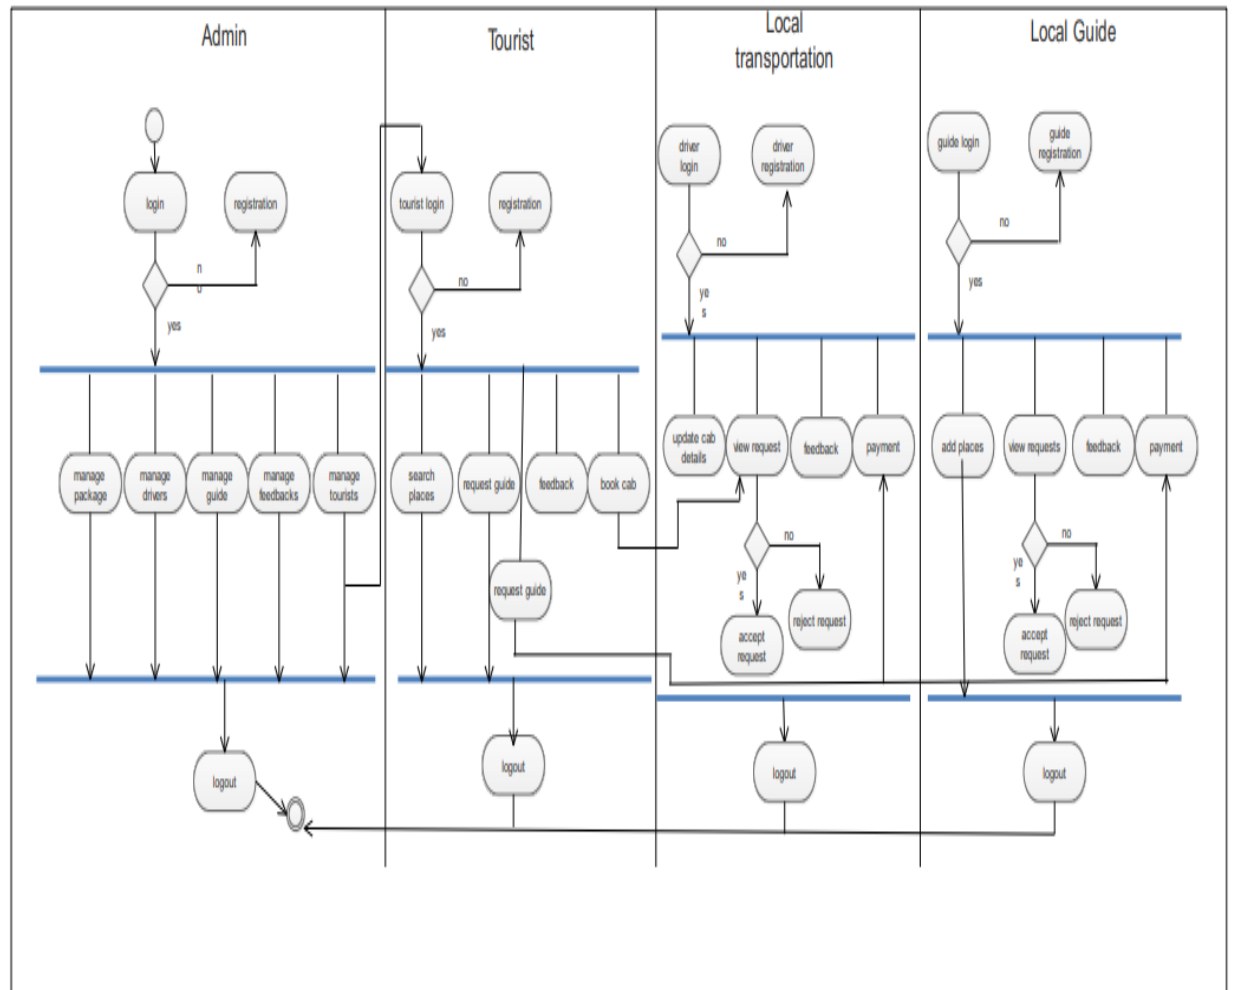 Admin
Tourist
Local
transportation
Local Guide
login
registration
n
o
yes
tourist login
registration
no
yes
driver
login
driver
registration
no
ye
s
guide login
guide
registration
no
yes
manage
package
manage
drivers
manage
guide
manage
feedbacks
manage
tourists
search
places
request guide
feedback
book cab
request guide
update cab
details
view request
feedback
payment
no
ye
s
accept
request
reject request
add places
view requests
feedback
payment
no
ye
s
accept
request
reject request
logout
logout
logout
logout